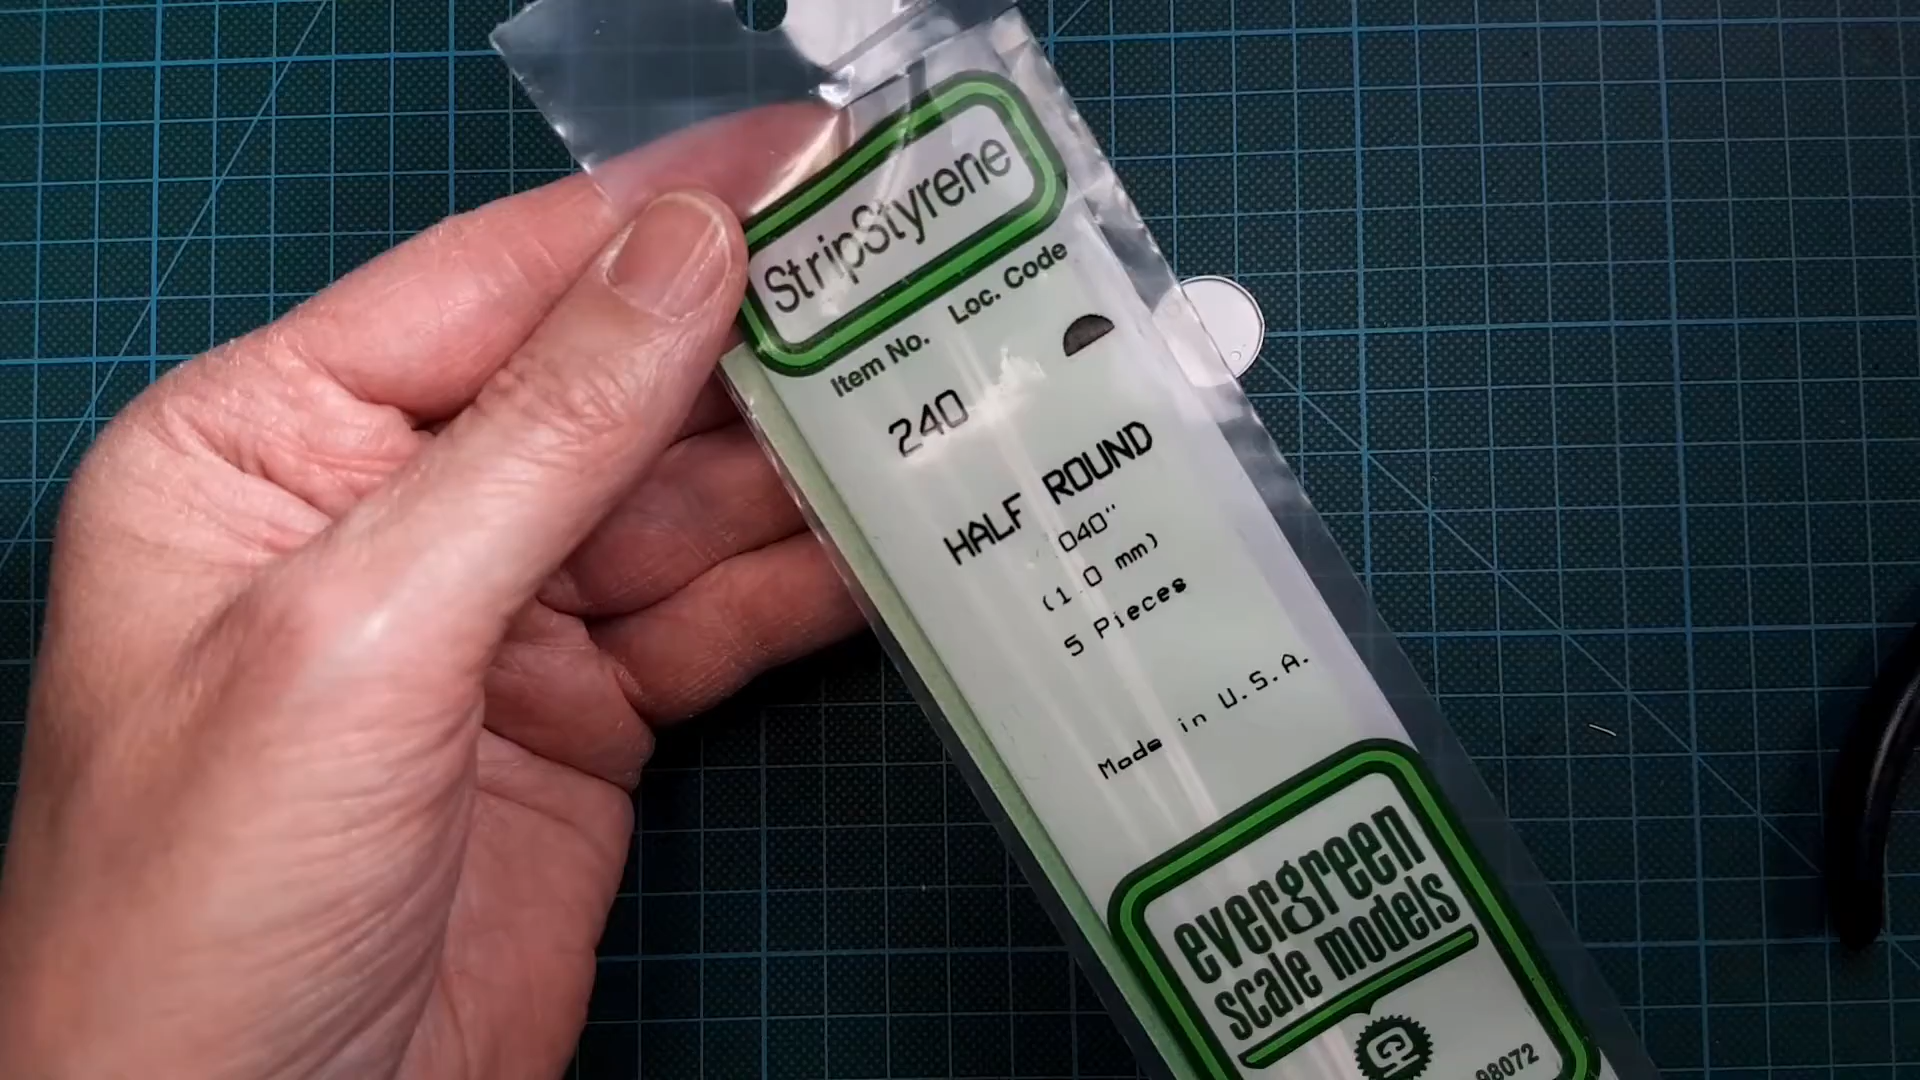 StripStyrene
Item No. Loc. Code
240
HALF ROUND
.040"
(1.0 mm)
5 Pieces
Made in U.S.A.
evergreen
scale models
98072